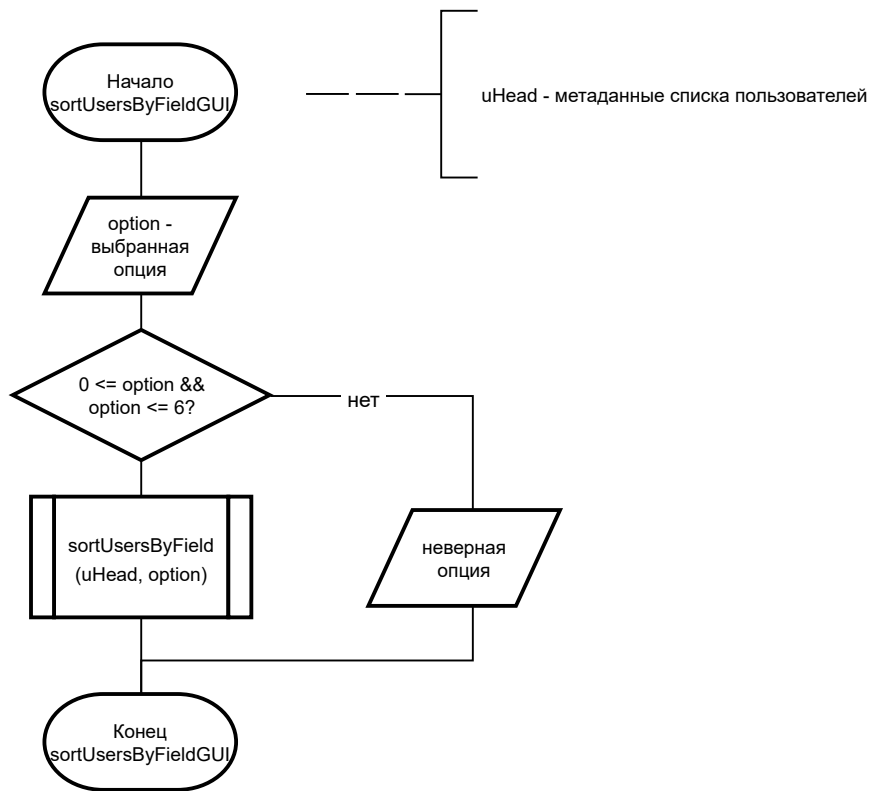 Начало
sortUsersByFieldGUI
uHead - метаданные списка пользователей
option -
выбранная
опция
0 <= option &&
option <= 6?
нет
sortUsersByField
(uHead, option)
неверная
опция
Конец
sortUsersByFieldGUI